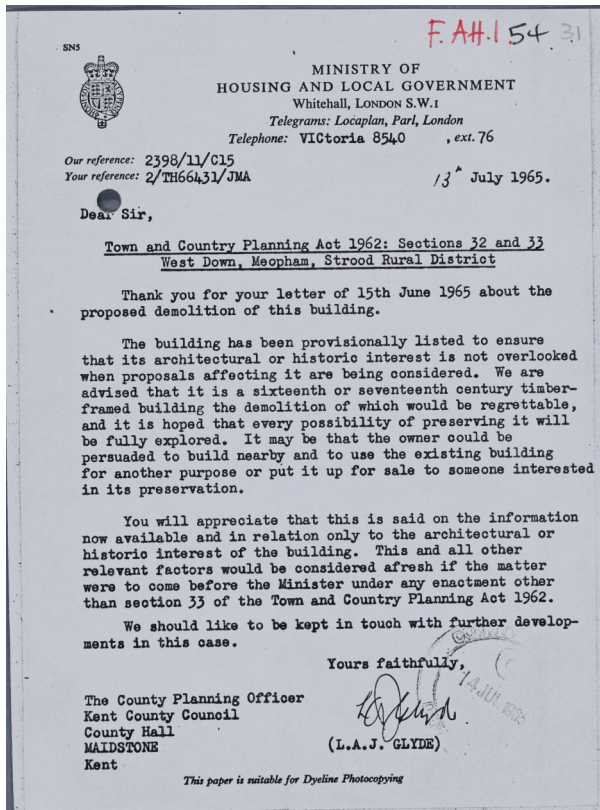 F.AH.1 54 31
SN5
MINISTRY OF
HOUSING AND LOCAL GOVERNMENT
Whitehall, LONDON S.W.1
Telegrams: Locaplan, Parl, London
Telephone: VICtoria 8540 , ext. 76
Our reference: 2398/11/C15
Your reference: 2/TH66431/JMA
13th July 1965.
Dear Sir,
Town and Country Planning Act 1962: Sections 32 and 33
West Down, Meopham, Strood Rural District
Thank you for your letter of 15th June 1965 about the
proposed demolition of this building.
The building has been provisionally listed to ensure
that its architectural or historic interest is not overlooked
when proposals affecting it are being considered. We are
advised that it is a sixteenth or seventeenth century timber-
framed building the demolition of which would be regrettable,
and it is hoped that every possibility of preserving it will
be fully explored. It may be that the owner could be
persuaded to build nearby and to use the existing building
for another purpose or put it up for sale to someone interested
in its preservation.
You will appreciate that this is said on the information
now available and in relation only to the architectural or
historic interest of the building. This and all other
relevant factors would be considered afresh if the matter
were to come before the Minister under any enactment other
than section 33 of the Town and Country Planning Act 1962.
We should like to be kept in touch with further develop-
ments in this case.
Yours faithfully,
14 JUL 1965
The County Planning Officer
Kent County Council
County Hall
MAIDSTONE
Kent
(L.A.J. GLYDE)
This paper is suitable for Dyeline Photocopying